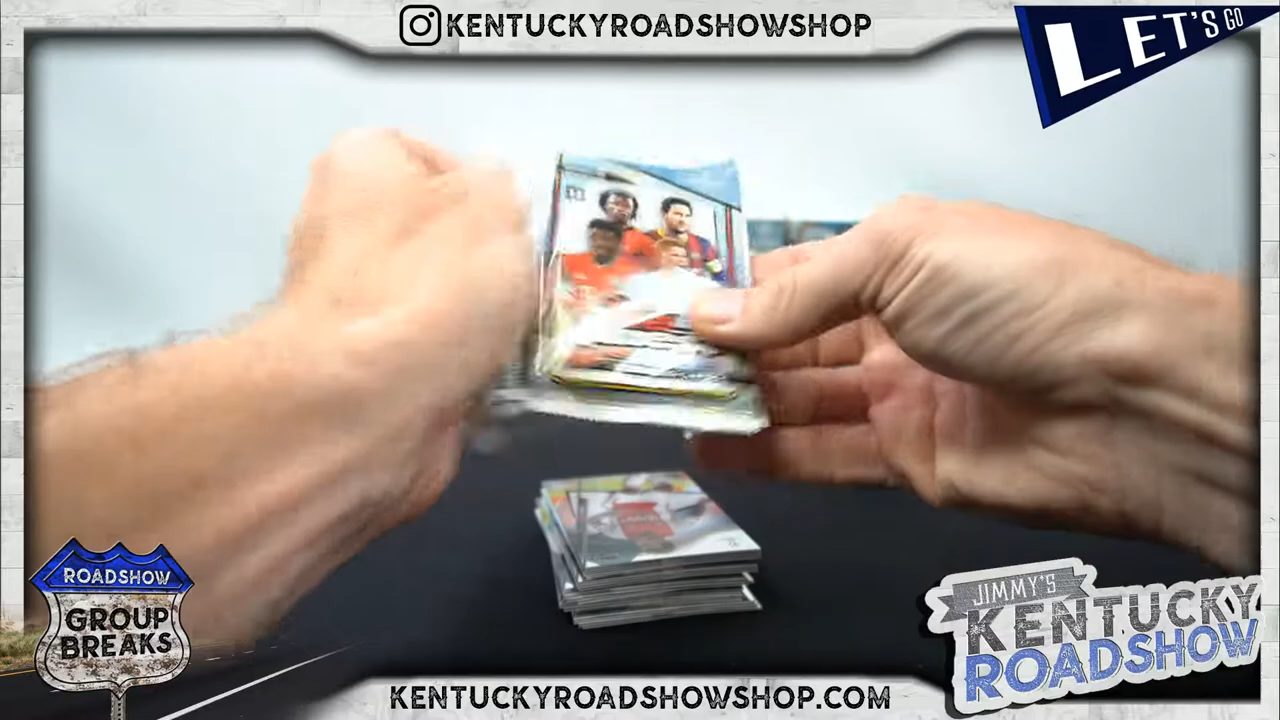 KENTUCKYROADSHOWSHOP
LET'S GO
ROADSHOW
GROUP
BREAKS
JIMMY'S
KENTUCKY
ROADSHOW
KENTUCKYROADSHOWSHOP.COM